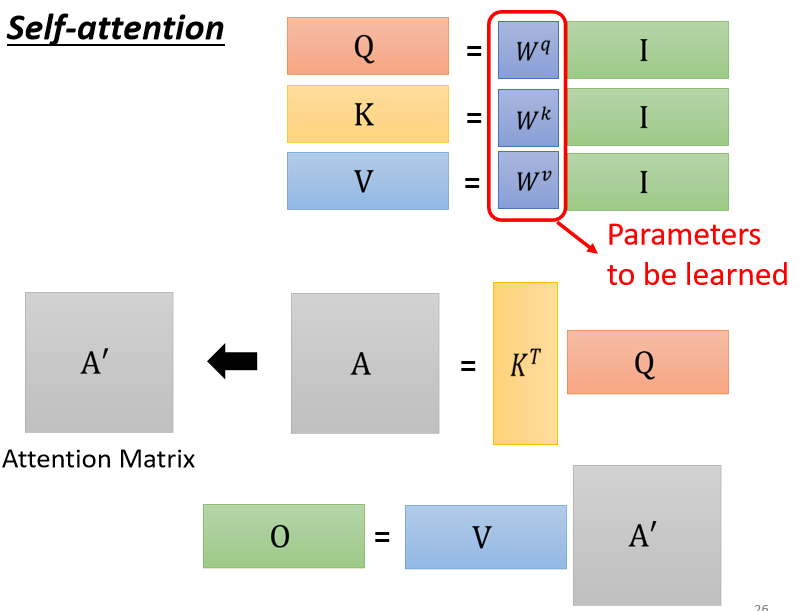 Self-attention
Q = W^q I
K = W^k I
V = W^v I
Parameters
to be learned
A′ A = K^T Q
Attention Matrix
O = V A′
26